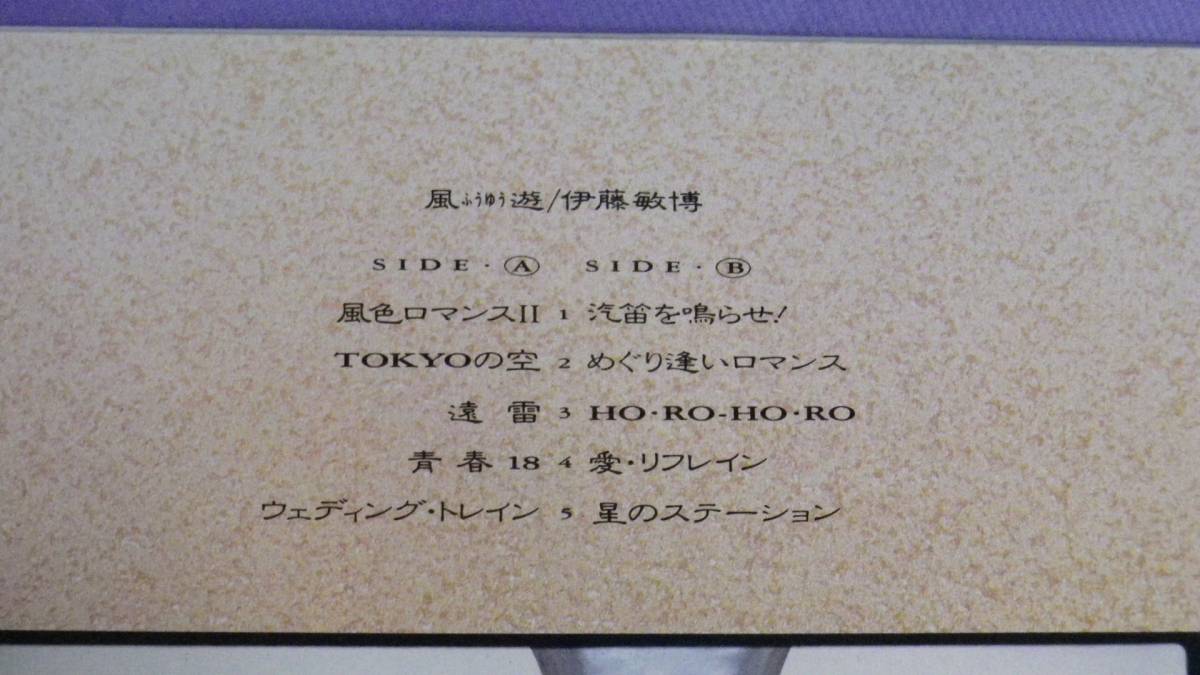 風ふうゆう遊/伊藤敏博
SIDE・Ⓐ SIDE・Ⓑ
風色ロマンスII 1 汽笛を鳴らせ!
TOKYOの空 2 めぐり逢いロマンス
遠雷 3 HO・RO-HO・RO
青春18 4 愛・リフレイン
ウェディング・トレイン 5 星のステーション